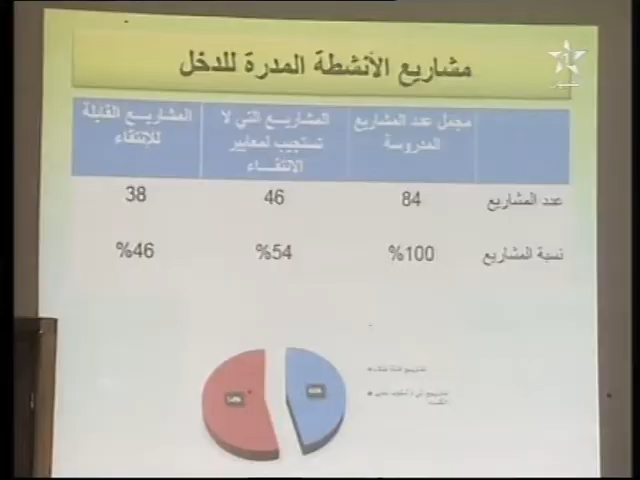 مشاريع الأنشطة المدرة للدخل
مجمل عدد المشاريع المدروسة
المشاريع التي لا تستجيب لمعايير الانتقاء
المشاريع القابلة للإنتقاء
عدد المشاريع 84 46 38
نسبة المشاريع %100 %54 %46